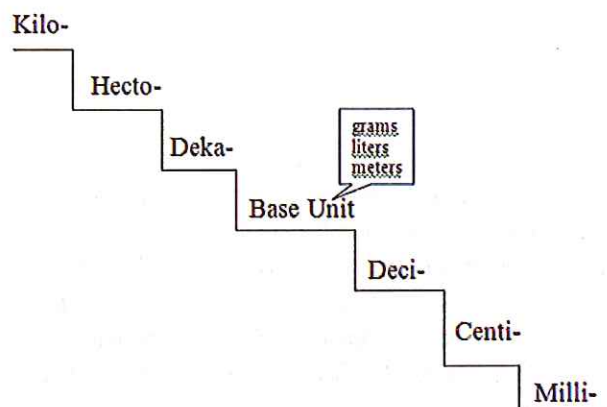 Kilo-
Hecto-
Deka-
grams
liters
meters
Base Unit
Deci-
Centi-
Milli-